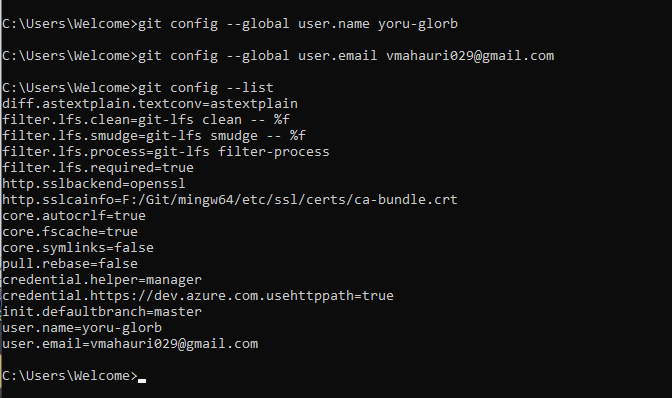 C:\Users\Welcome>git config --global user.name yoru-glorb
C:\Users\Welcome>git config --global user.email vmahauri029@gmail.com
C:\Users\Welcome>git config --list
diff.astextplain.textconv=astextplain
filter.lfs.clean=git-lfs clean -- %f
filter.lfs.smudge=git-lfs smudge -- %f
filter.lfs.process=git-lfs filter-process
filter.lfs.required=true
http.sslbackend=openssl
http.sslcainfo=F:/Git/mingw64/etc/ssl/certs/ca-bundle.crt
core.autocrlf=true
core.fscache=true
core.symlinks=false
pull.rebase=false
credential.helper=manager
credential.https://dev.azure.com.usehttppath=true
init.defaultbranch=master
user.name=yoru-glorb
user.email=vmahauri029@gmail.com
C:\Users\Welcome>